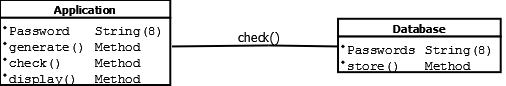 Application
*Password String(8)
*generate() Method
*check() Method
*display() Method
check()
Database
*Passwords String(8)
*store() Method